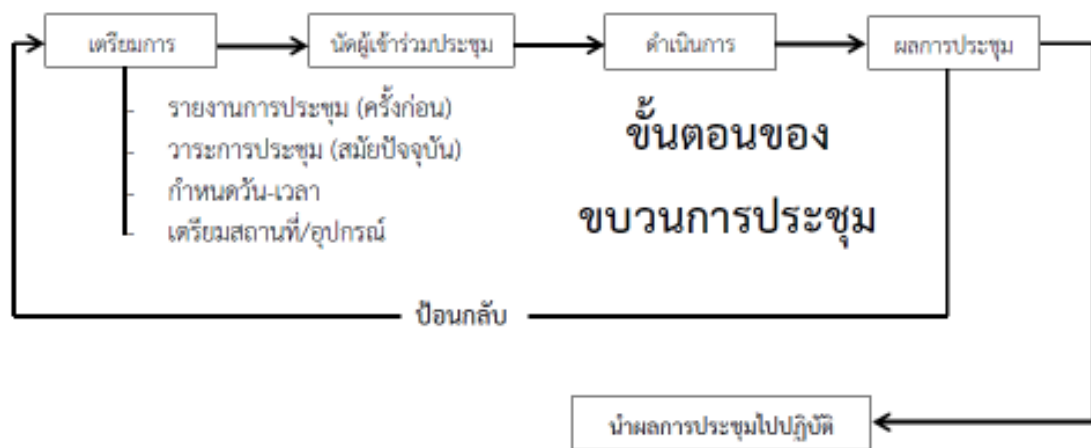 เตรียมการ
นัดผู้เข้าร่วมประชุม
ดำเนินการ
ผลการประชุม
- รายงานการประชุม (ครั้งก่อน)
- วาระการประชุม (สมัยปัจจุบัน)
- กำหนดวัน-เวลา
- เตรียมสถานที่/อุปกรณ์
ขั้นตอนของ
ขบวนการประชุม
ป้อนกลับ
นำผลการประชุมไปปฏิบัติ